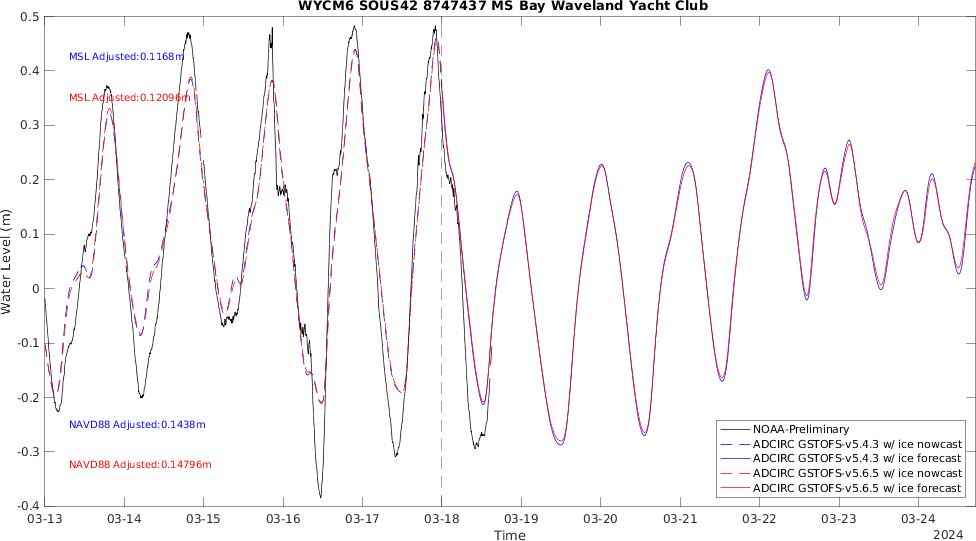 WYCM6 SOUS42 8747437 MS Bay Waveland Yacht Club
0.5
0.4
0.3
0.2
0.1
0
-0.1
-0.2
-0.3
-0.4
Water Level (m)
MSL Adjusted:0.1168m
MSL Adjusted:0.12096m
NAVD88 Adjusted:0.1438m
NAVD88 Adjusted:0.14796m
NOAA-Preliminary
ADCIRC GSTOFS-v5.4.3 w/ ice nowcast
ADCIRC GSTOFS-v5.4.3 w/ ice forecast
ADCIRC GSTOFS-v5.6.5 w/ ice nowcast
ADCIRC GSTOFS-v5.6.5 w/ ice forecast
03-13 03-14 03-15 03-16 03-17 03-18 03-19 03-20 03-21 03-22 03-23 03-24
Time
2024